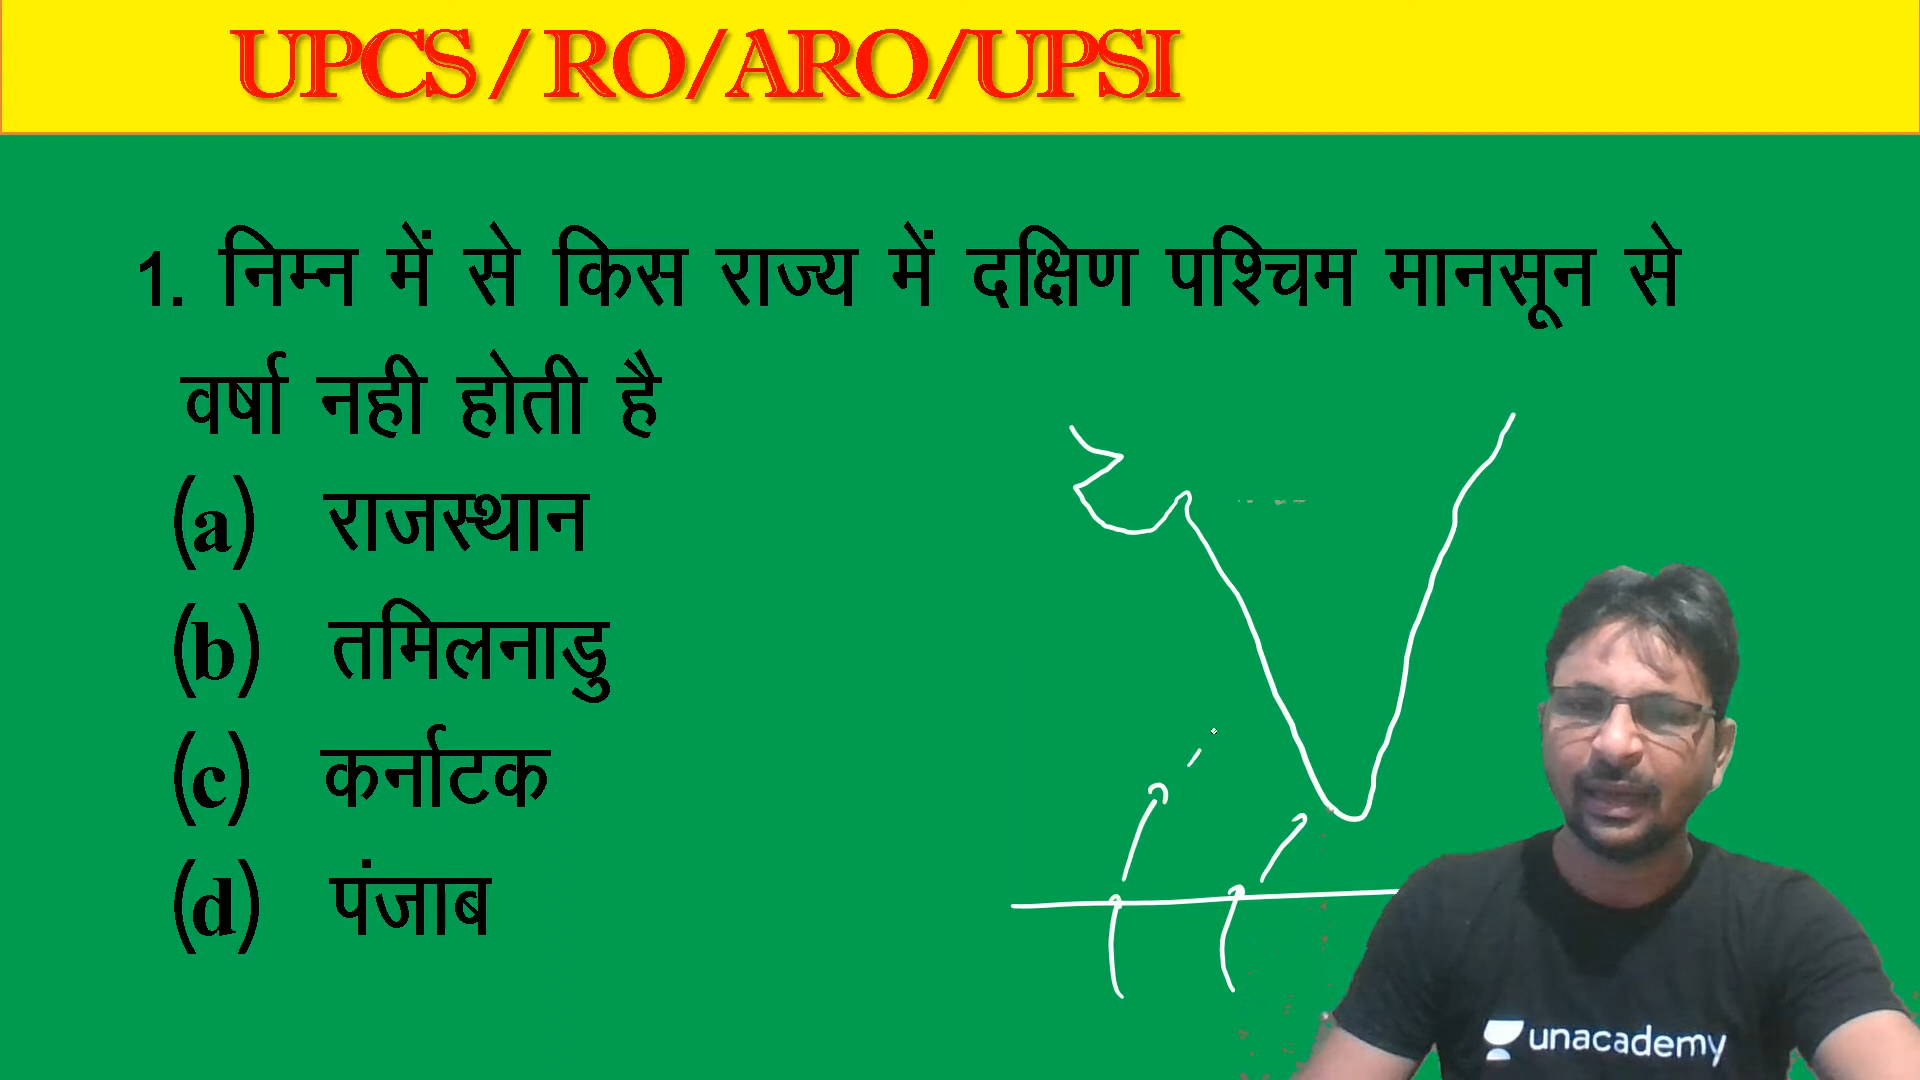 UPCS / RO/ARO/UPSI
1. निम्न में से किस राज्य में दक्षिण पश्चिम मानसून से
वर्षा नही होती है
(a) राजस्थान
(b) तमिलनाडु
(c) कर्नाटक
(d) पंजाब
unacademy